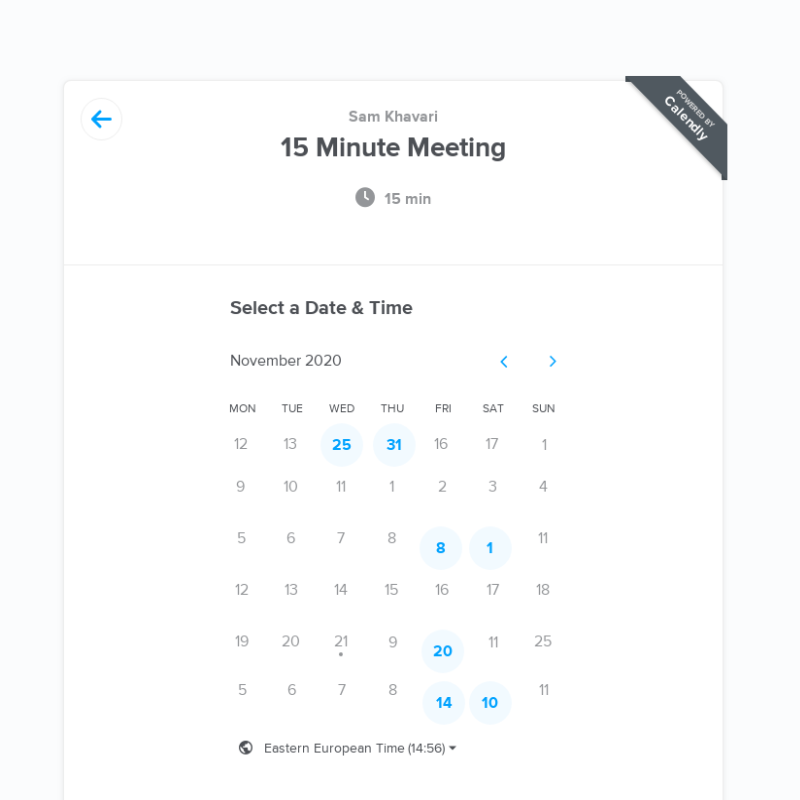 Sam Khavari
15 Minute Meeting
15 min
POWERED BY
Calendly
Select a Date & Time
November 2020
MON TUE WED THU FRI SAT SUN
12 13 25 31 16 17 1
9 10 11 1 2 3 4
5 6 7 8 8 1 11
12 13 14 15 16 17 18
19 20 21 9 20 11 25
5 6 7 8 14 10 11
Eastern European Time (14:56)